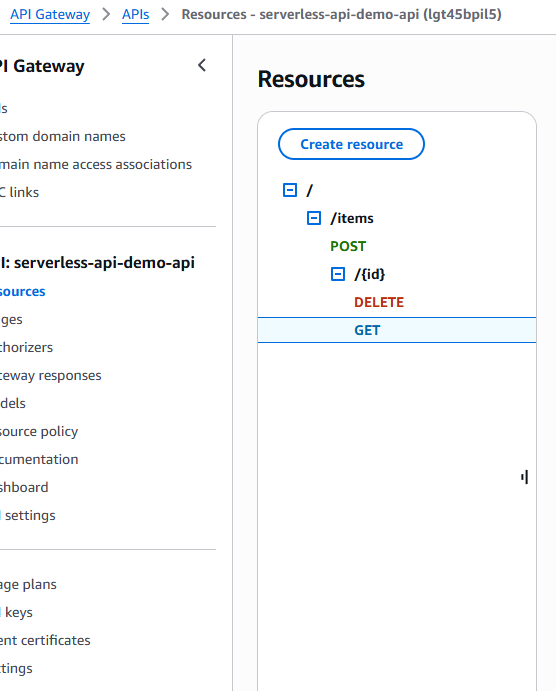 API Gateway > APIs > Resources - serverless-api-demo-api (lgt45bpil5)
PI Gateway
Is
stom domain names
main name access associations
C links
I: serverless-api-demo-api
sources
ges
thorizers
teway responses
dels
source policy
cumentation
shboard
I settings
age plans
I keys
ent certificates
ttings
Resources
Create resource
/
/items
POST
/{id}
DELETE
GET